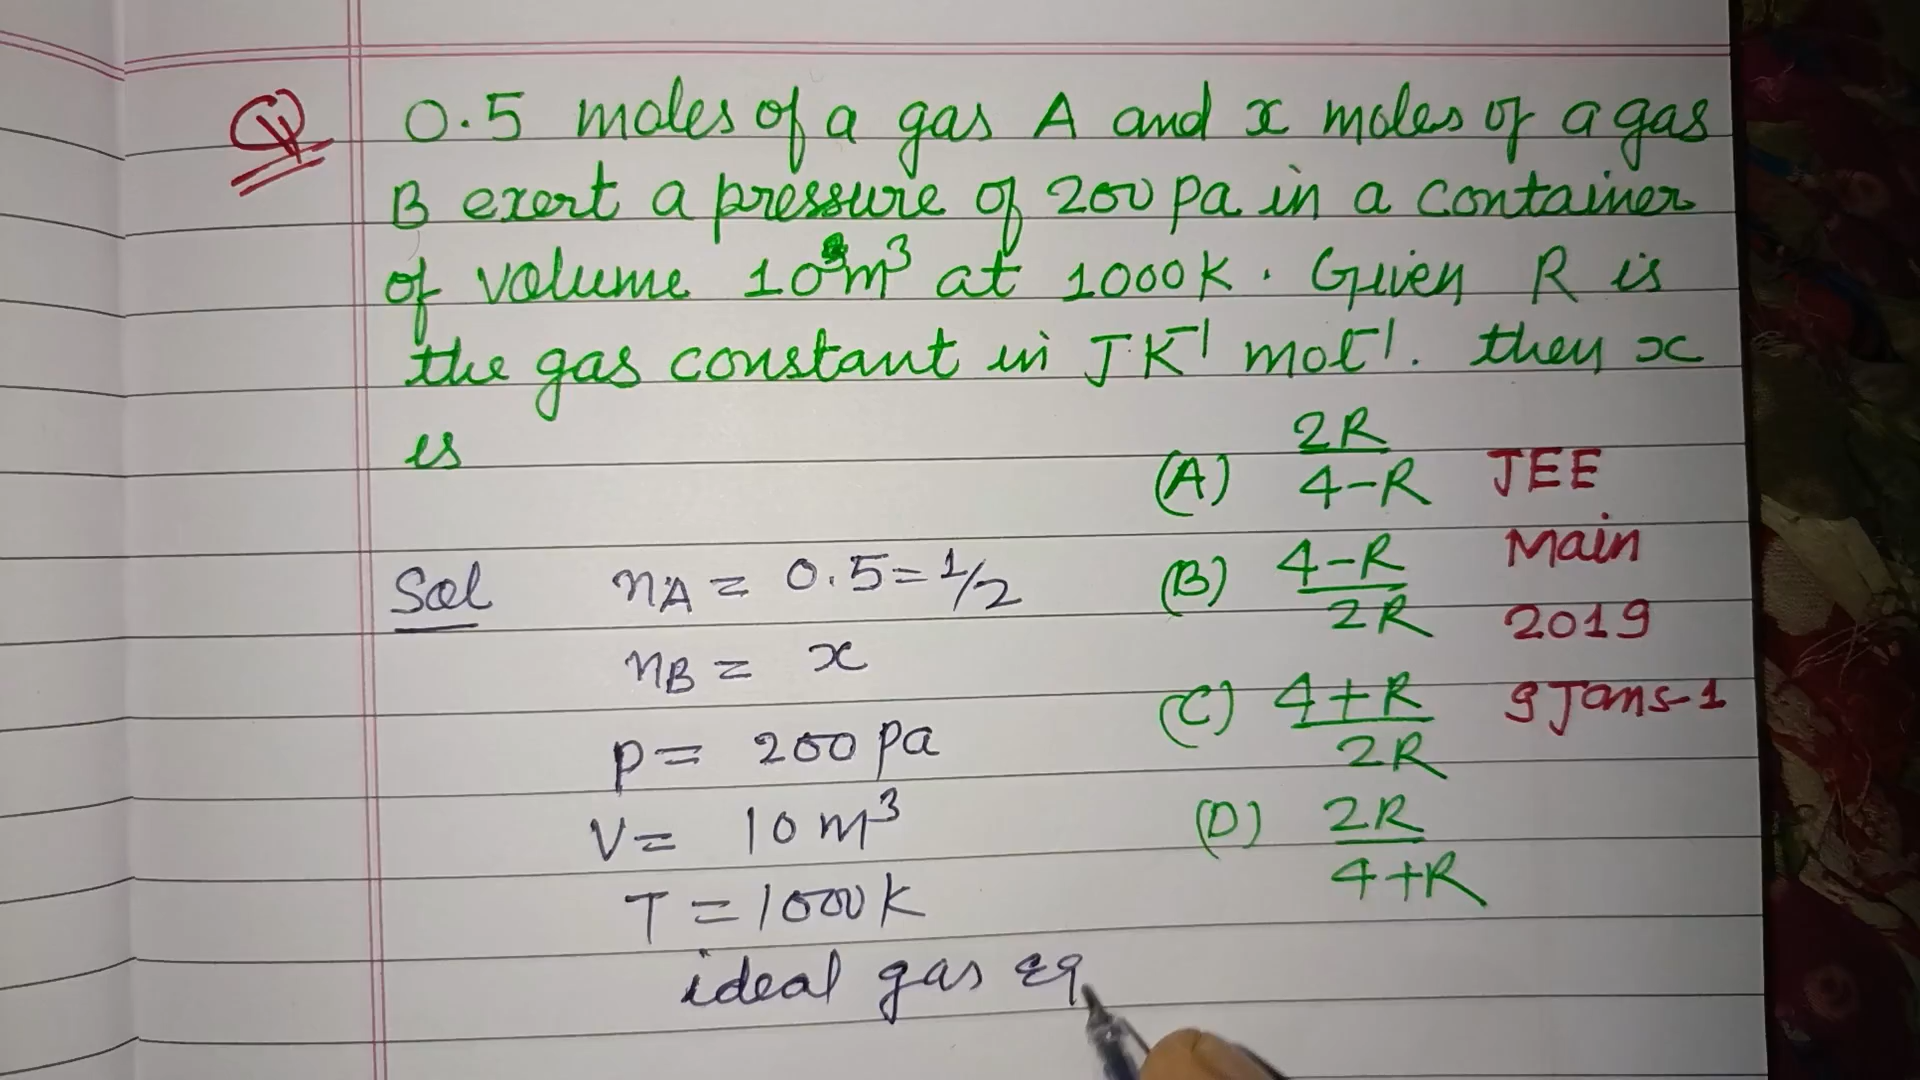 Q 0.5 moles of a gas A and x moles of a gas
B exert a pressure of 200 pa in a container
of volume 10 m³ at 1000K. Given R is
the gas constant in J.K⁻¹ mol⁻¹. then x
is
(A) 2R/4-R JEE
Main
Sol nA = 0.5 = 1/2 (B) 4-R/2R 2019
nB = x
(C) 4+R/2R 9 Jan s-1
p = 200 pa
V = 10 m³ (D) 2R/4+R
T = 1000 K
ideal gas eq